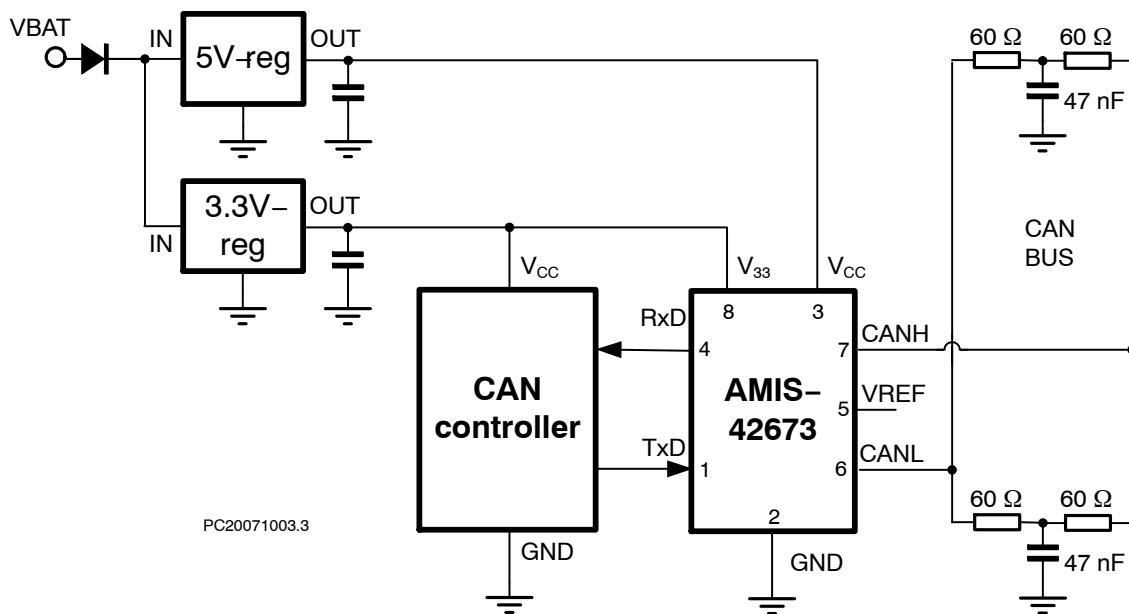 VBAT
IN
5V–reg
OUT
60 Ω
60 Ω
47 nF
IN
3.3V–
reg
OUT
CAN
BUS
VCC
V33
VCC
RxD
8
3
4
7
CANH
CAN
controller
AMIS–
42673
5
VREF
TxD
1
6
CANL
2
GND
GND
60 Ω
60 Ω
47 nF
PC20071003.3